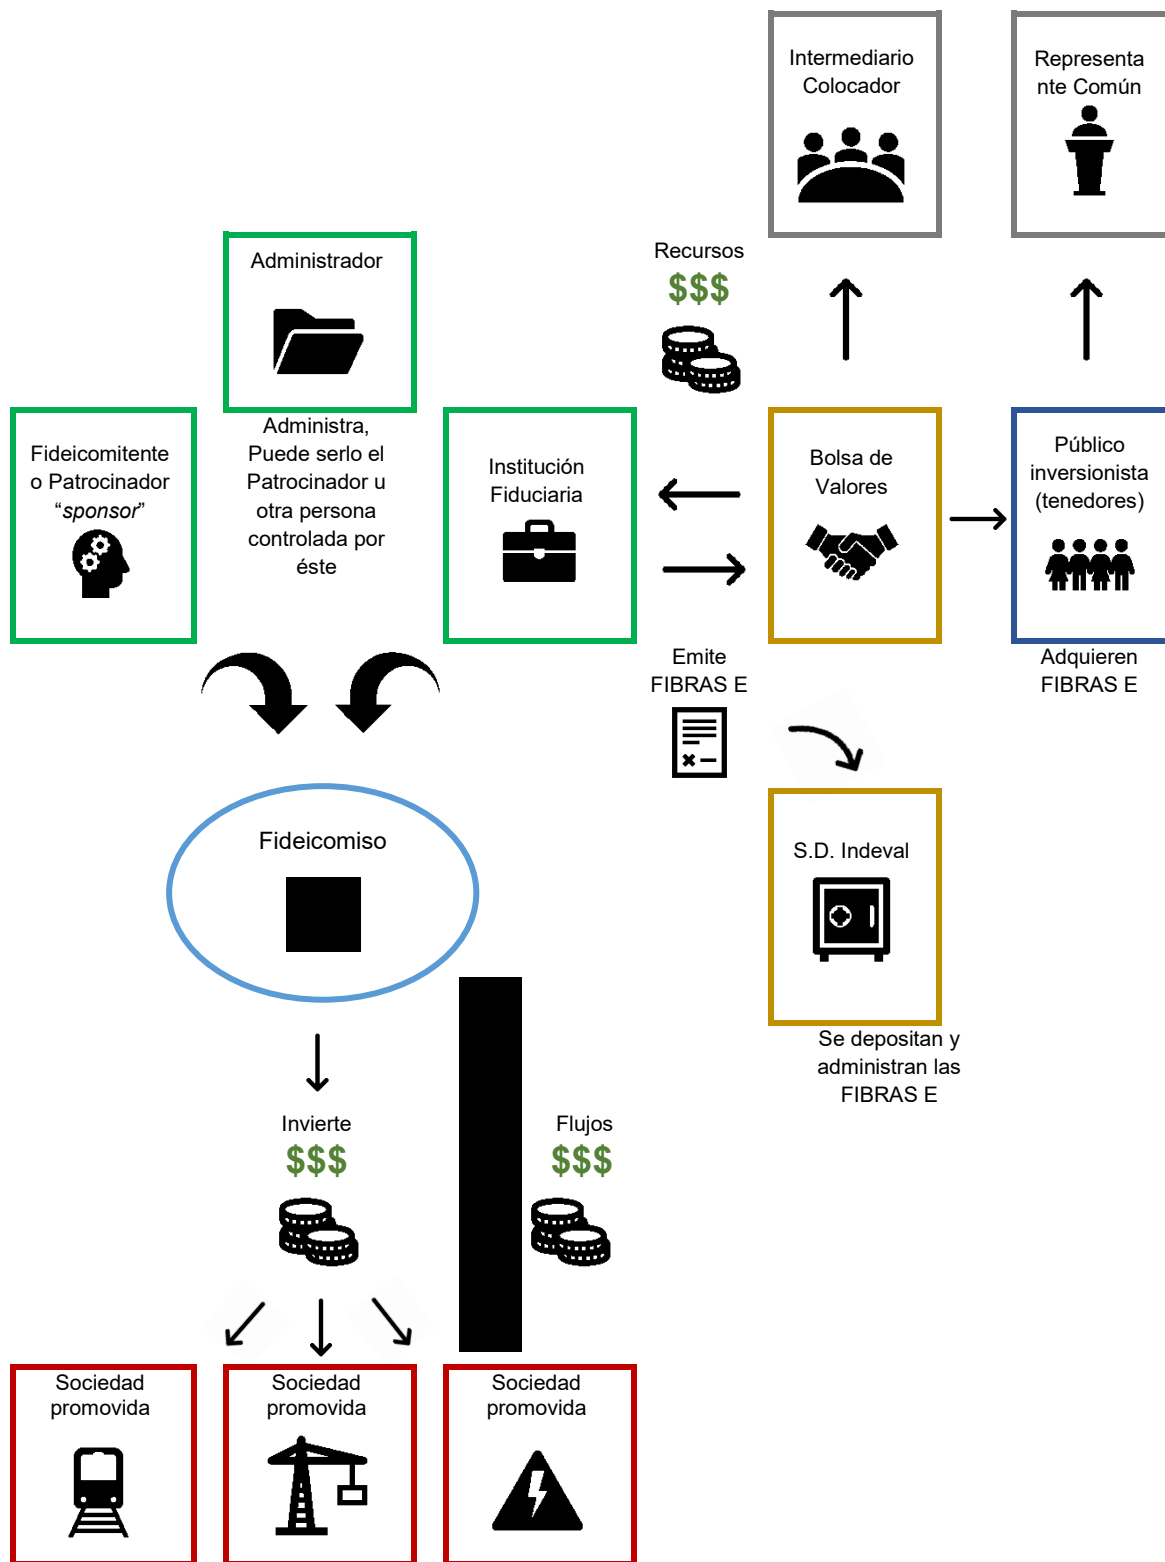 Intermediario
Colocador
Representa
nte Común
Administrador
Recursos
$$$
Fideicomitente
o Patrocinador
“sponsor”
Administra,
Puede serlo el
Patrocinador u
otra persona
controlada por
éste
Institución
Fiduciaria
Bolsa de
Valores
Público
inversionista
(tenedores)
Emite
FIBRAS E
Adquieren
FIBRAS E
Fideicomiso
S.D. Indeval
Se depositan y
administran las
FIBRAS E
Invierte
$$$
Flujos
$$$
Sociedad
promovida
Sociedad
promovida
Sociedad
promovida